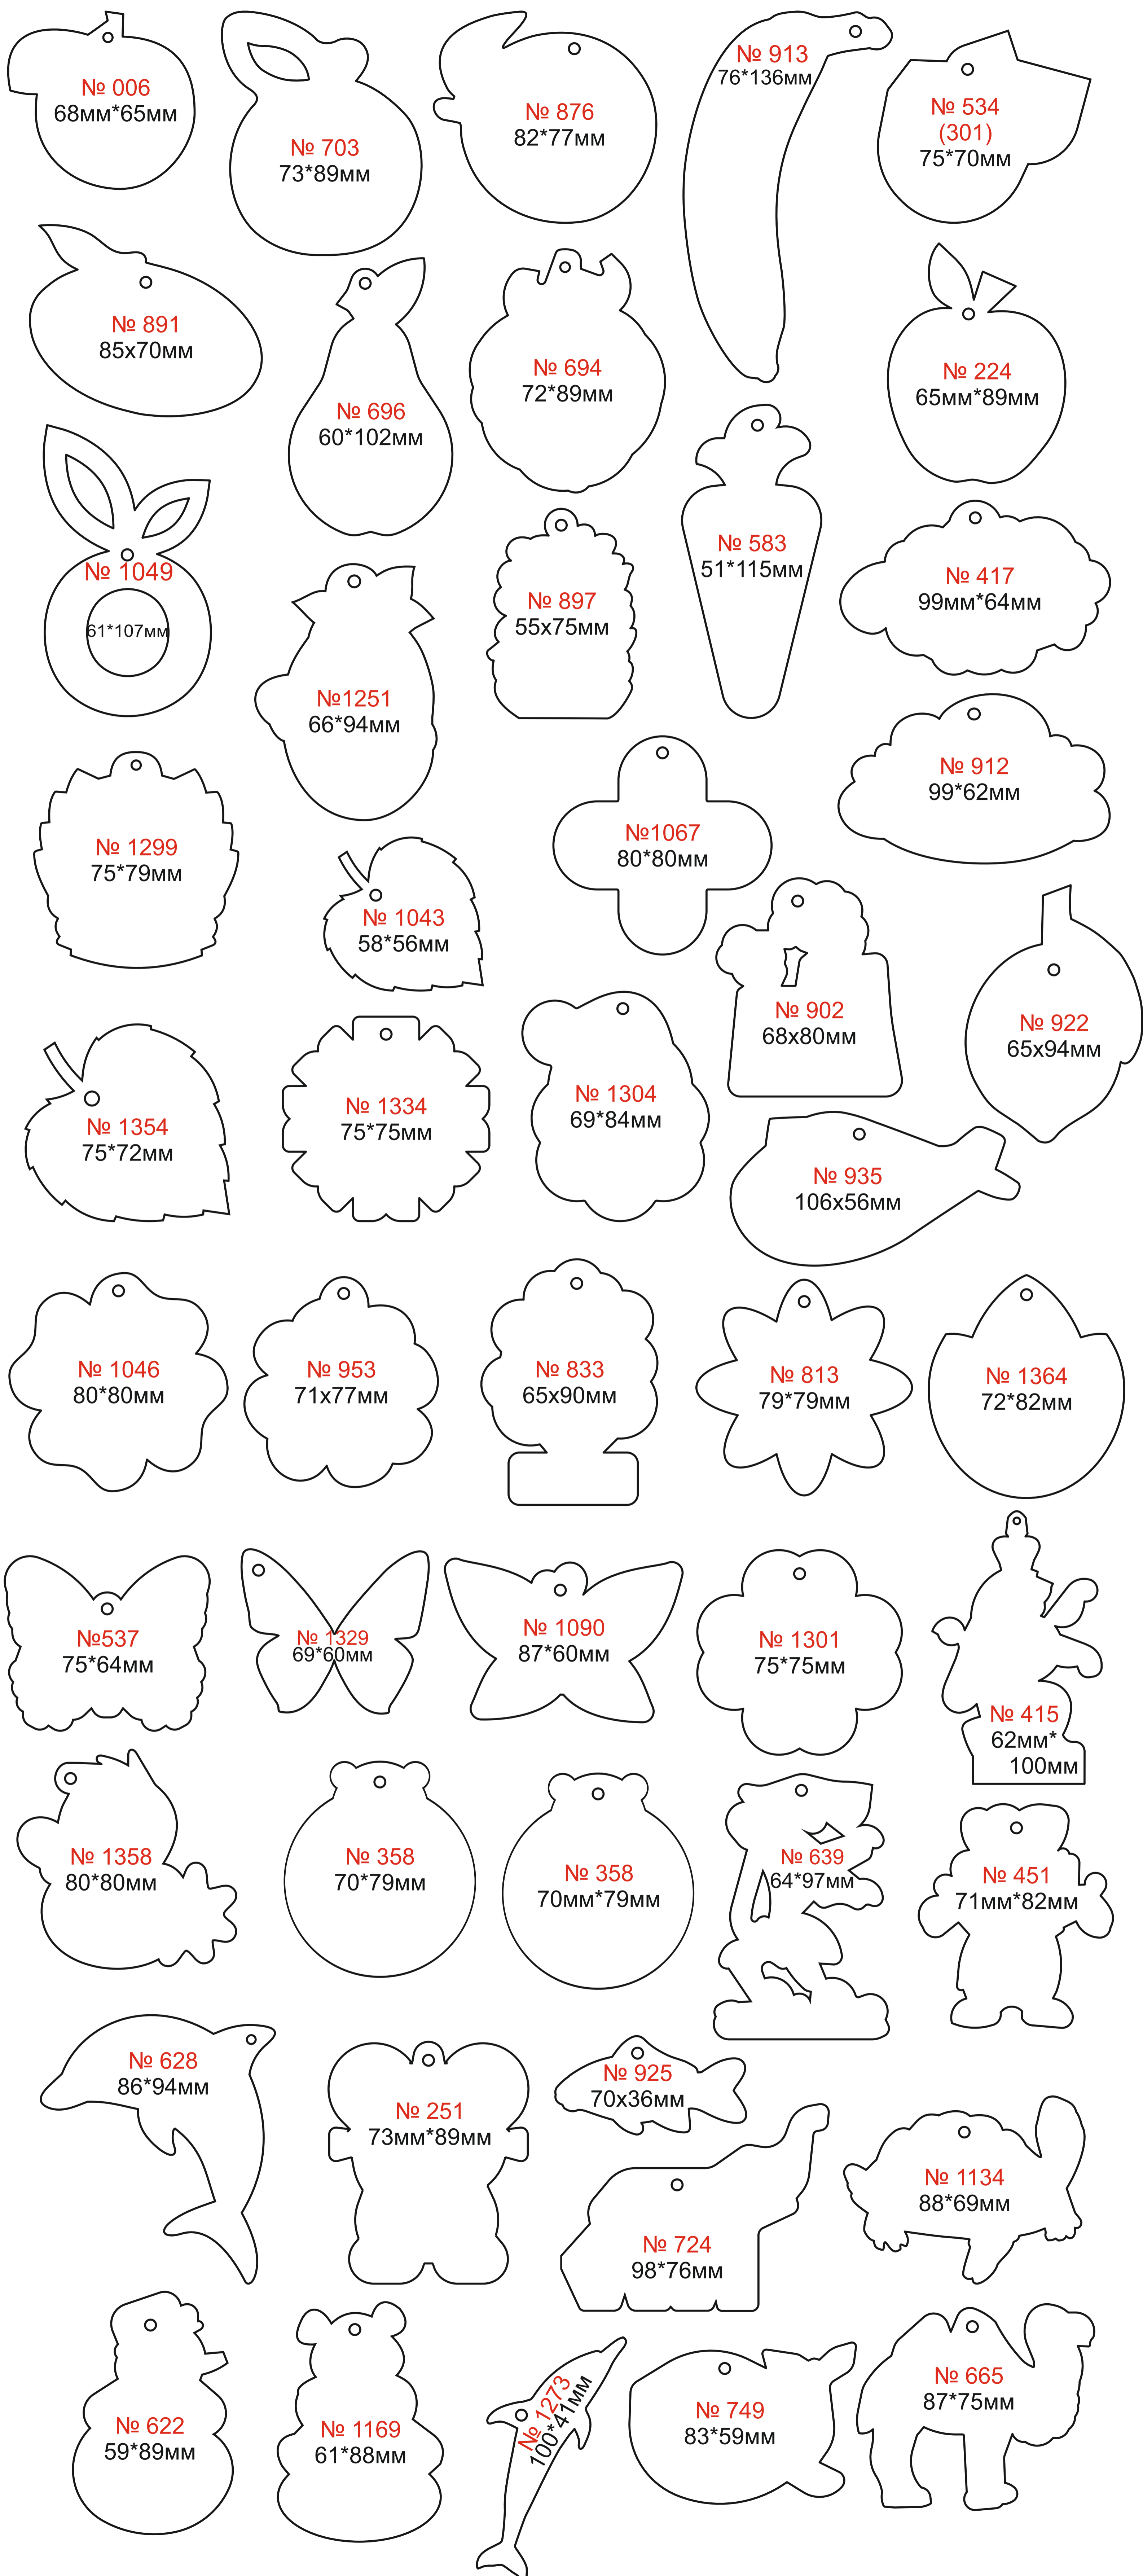 № 006
68мм*65мм
№ 703
73*89мм
№ 876
82*77мм
№ 913
76*136мм
№ 534
(301)
75*70мм
№ 891
85х70мм
№ 696
60*102мм
№ 694
72*89мм
№ 224
65мм*89мм
№ 1049
61*107мм
№1251
66*94мм
№ 897
55х75мм
№ 583
51*115мм
№ 417
99мм*64мм
№ 1299
75*79мм
№ 1043
58*56мм
№1067
80*80мм
№ 912
99*62мм
№ 902
68х80мм
№ 922
65х94мм
№ 1354
75*72мм
№ 1334
75*75мм
№ 1304
69*84мм
№ 935
106х56мм
№ 1046
80*80мм
№ 953
71х77мм
№ 833
65х90мм
№ 813
79*79мм
№ 1364
72*82мм
№537
75*64мм
№ 1329
69*60мм
№ 1090
87*60мм
№ 1301
75*75мм
№ 415
62мм*
100мм
№ 1358
80*80мм
№ 358
70*79мм
№ 358
70мм*79мм
№ 639
64*97мм
№ 451
71мм*82мм
№ 628
86*94мм
№ 251
73мм*89мм
№ 925
70х36мм
№ 724
98*76мм
№ 1134
88*69мм
№ 622
59*89мм
№ 1169
61*88мм
№ 1273
100*41мм
№ 749
83*59мм
№ 665
87*75мм